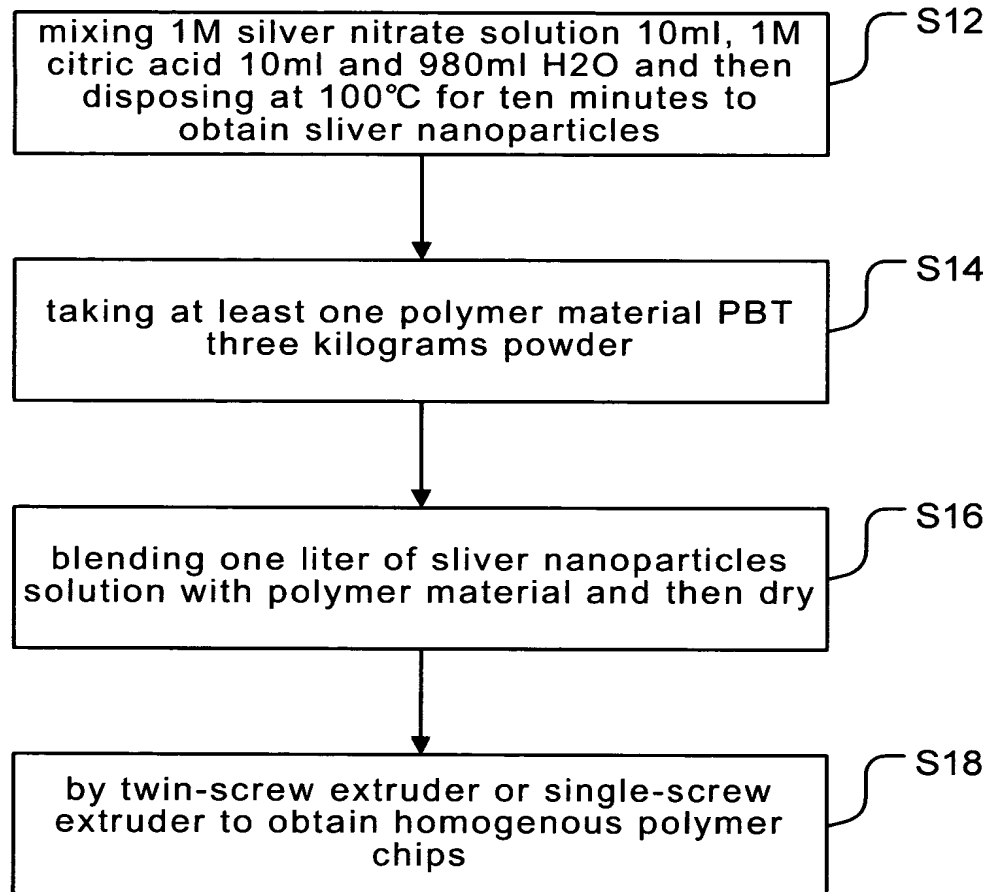 mixing 1M silver nitrate solution 10ml, 1M
citric acid 10ml and 980ml H2O and then
disposing at 100℃ for ten minutes to
obtain sliver nanoparticles
S12
taking at least one polymer material PBT
three kilograms powder
S14
blending one liter of sliver nanoparticles
solution with polymer material and then dry
S16
by twin-screw extruder or single-screw
extruder to obtain homogenous polymer
chips
S18